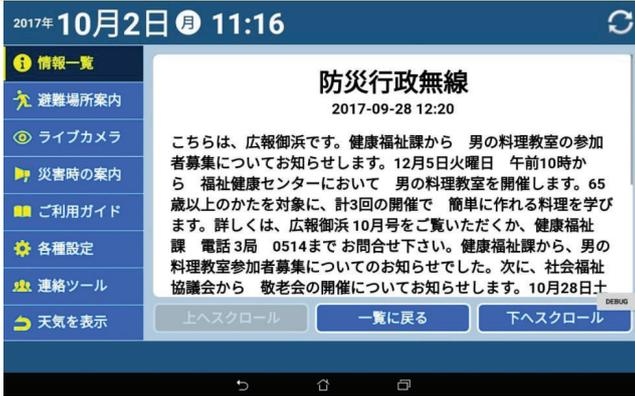 2017年10月2日 月 11:16
情報一覧
避難場所案内
ライブカメラ
災害時の案内
ご利用ガイド
各種設定
連絡ツール
天気を表示
防災行政無線
2017-09-28 12:20
こちらは、広報御浜です。健康福祉課から　男の料理教室の参加
者募集についてお知らせします。12月5日火曜日　午前10時か
ら　福祉健康センターにおいて　男の料理教室を開催します。65
歳以上のかたを対象に、計3回の開催で　簡単に作れる料理を学び
ます。詳しくは、広報御浜 10月号をご覧いただくか、健康福祉
課　電話 3局　0514まで お問合せ下さい。健康福祉課から、男の
料理教室参加者募集についてのお知らせでした。次に、社会福祉
協議会から　敬老会の開催についてお知らせします。10月28日土
DEBUG
上へスクロール
一覧に戻る
下へスクロール